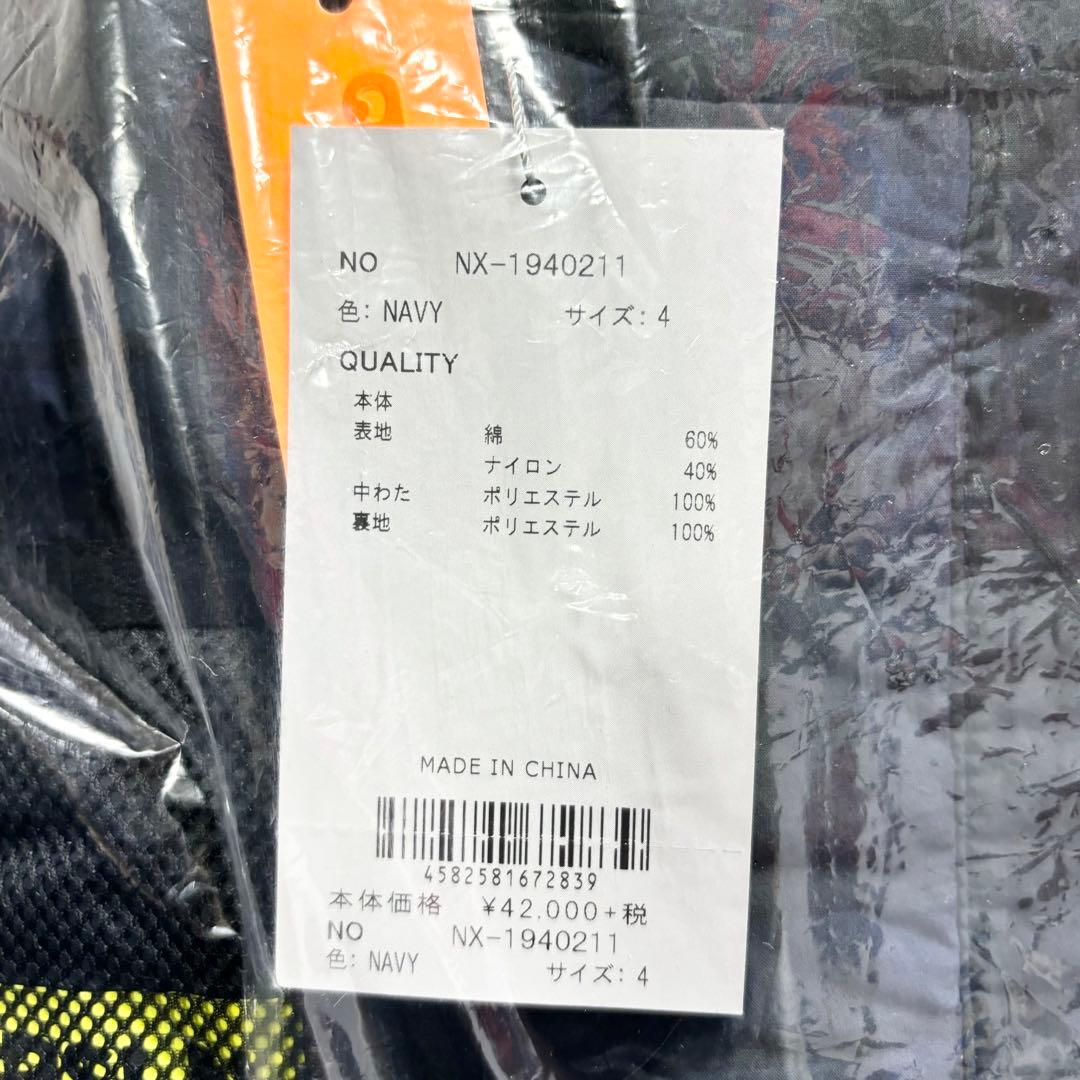 NO NX-1940211
色: NAVY サイズ: 4
QUALITY
本体
表地 綿 60%
ナイロン 40%
中わた ポリエステル 100%
裏地 ポリエステル 100%
MADE IN CHINA
4582581672839
本体価格 ¥42,000+税
NO NX-1940211
色: NAVY サイズ: 4